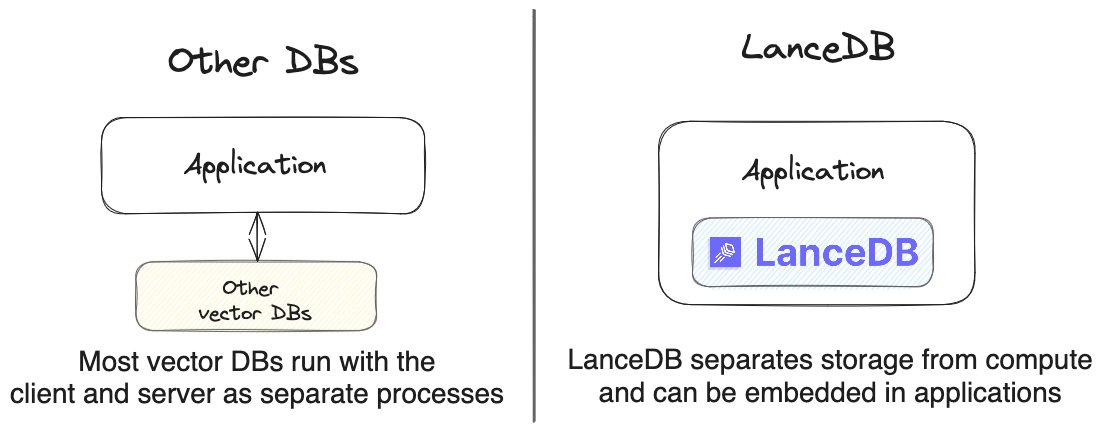 Other DBs
Application
Other
vector DBs
Most vector DBs run with the
client and server as separate processes
LanceDB
Application
LanceDB
LanceDB separates storage from compute
and can be embedded in applications